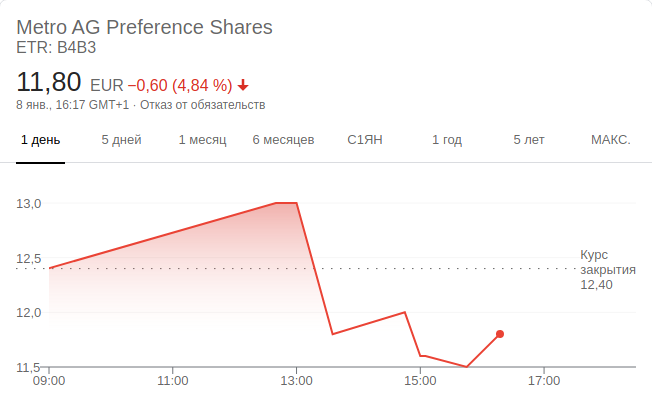 Metro AG Preference Shares
ETR: B4B3
11,80 EUR −0,60 (4,84 %)
8 янв., 16:17 GMT+1 · Отказ от обязательств
1 день 5 дней 1 месяц 6 месяцев С1ЯН 1 год 5 лет МАКС.
13,0
12,5
12,0
11,5
Курс
закрытия
12,40
09:00 11:00 13:00 15:00 17:00